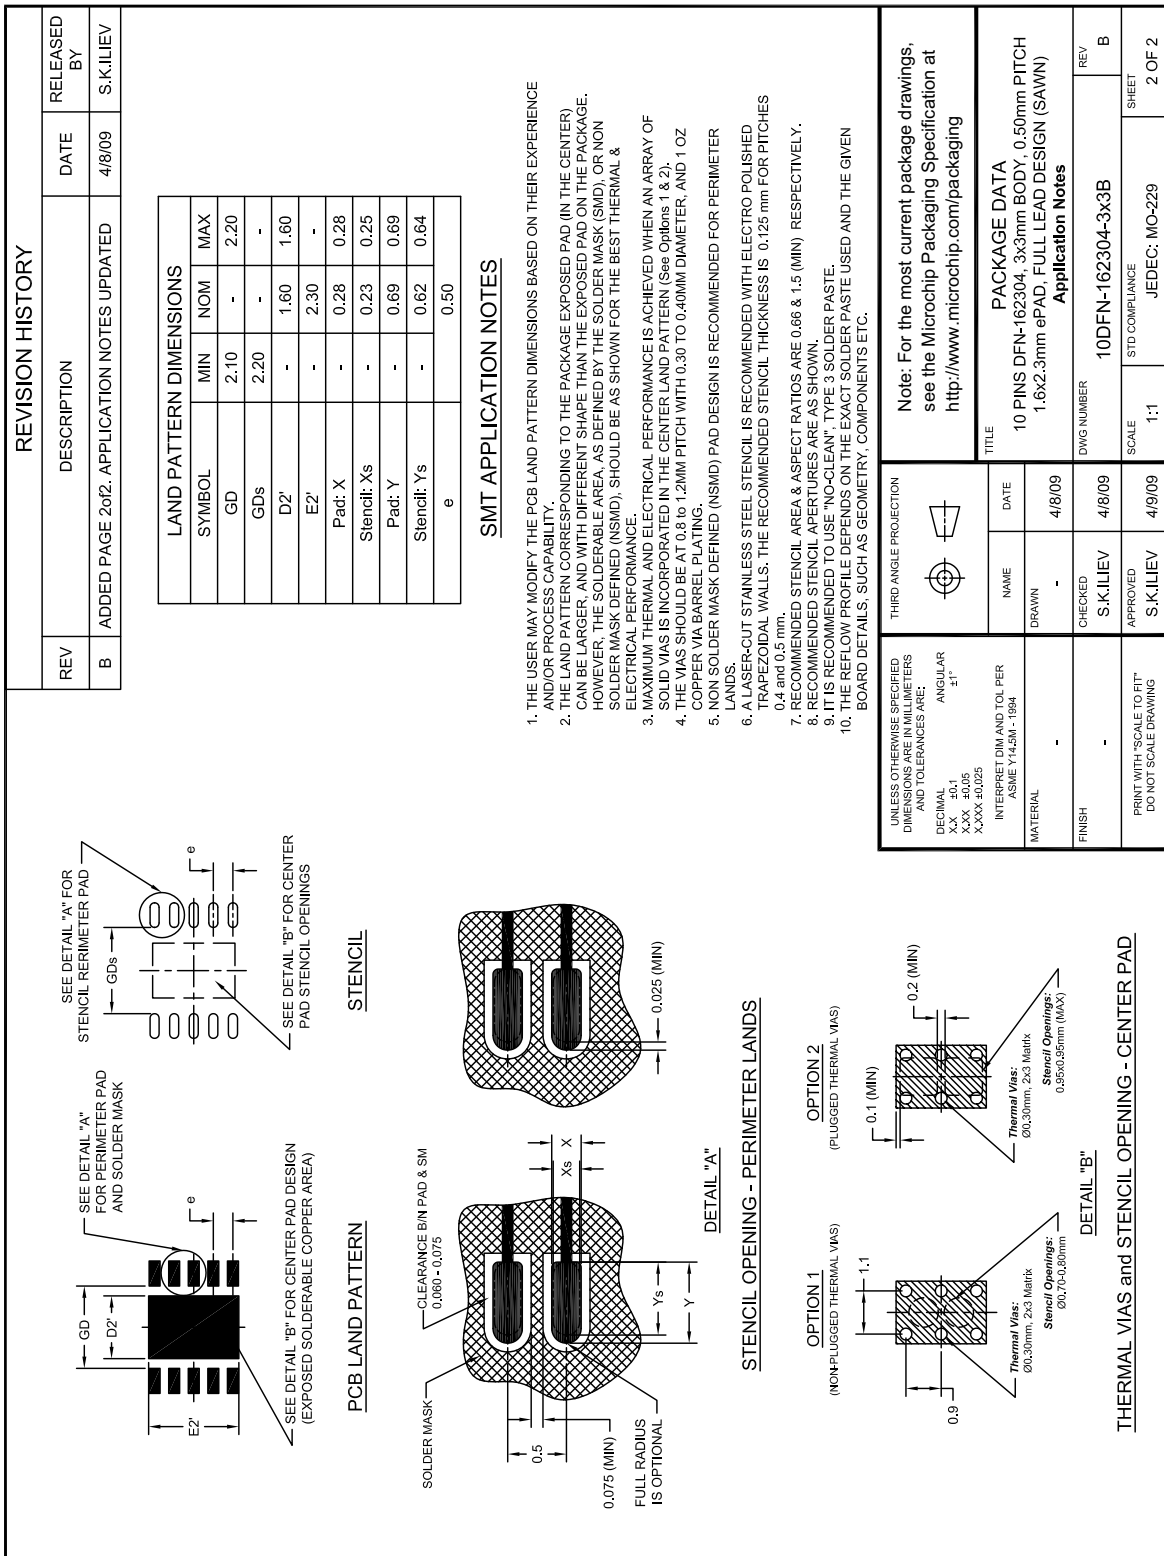 REVISION HISTORY
REV DESCRIPTION DATE RELEASED BY
B ADDED PAGE 2of2. APPLICATION NOTES UPDATED 4/8/09 S.K.ILIEV
SEE DETAIL "A"
FOR PERIMETER PAD
AND SOLDER MASK
GD
D2'
E2'
e
SEE DETAIL "B" FOR CENTER PAD DESIGN
(EXPOSED SOLDERABLE COPPER AREA)
PCB LAND PATTERN
SEE DETAIL "A" FOR
STENCIL RERIMETER PAD
GDs
e
SEE DETAIL "B" FOR CENTER
PAD STENCIL OPENINGS
STENCIL
LAND PATTERN DIMENSIONS
SYMBOL MIN NOM MAX
GD 2.10 - 2.20
GDs 2.20 - -
D2' - 1.60 1.60
E2' - 2.30 -
Pad: X - 0.28 0.28
Stencil: Xs - 0.23 0.25
Pad: Y - 0.69 0.69
Stencil: Ys - 0.62 0.64
e 0.50
SOLDER MASK
CLEARANCE B/N PAD & SM
0.060 - 0.075
0.5
0.075 (MIN)
FULL RADIUS
IS OPTIONAL
Ys
Y
Xs
X
0.025 (MIN)
DETAIL "A"
STENCIL OPENING - PERIMETER LANDS
SMT APPLICATION NOTES
1. THE USER MAY MODIFY THE PCB LAND PATTERN DIMENSIONS BASED ON THEIR EXPERIENCE
AND/OR PROCESS CAPABILITY.
2. THE LAND PATTERN CORRESPONDING TO THE PACKAGE EXPOSED PAD (IN THE CENTER)
CAN BE LARGER, AND WITH DIFFERENT SHAPE THAN THE EXPOSED PAD ON THE PACKAGE.
HOWEVER, THE SOLDERABLE AREA, AS DEFINED BY THE SOLDER MASK (SMD), OR NON
SOLDER MASK DEFINED (NSMD), SHOULD BE AS SHOWN FOR THE BEST THERMAL &
ELECTRICAL PERFORMANCE.
3. MAXIMUM THERMAL AND ELECTRICAL PERFORMANCE IS ACHIEVED WHEN AN ARRAY OF
SOLID VIAS IS INCORPORATED IN THE CENTER LAND PATTERN (See Options 1 & 2).
4. THE VIAS SHOULD BE AT 0.8 to 1.2MM PITCH WITH 0.30 TO 0.40MM DIAMETER, AND 1 OZ
COPPER VIA BARREL PLATING.
5. NON SOLDER MASK DEFINED (NSMD) PAD DESIGN IS RECOMMENDED FOR PERIMETER
LANDS.
6. A LASER-CUT STAINLESS STEEL STENCIL IS RECOMMENDED WITH ELECTRO POLISHED
TRAPEZOIDAL WALLS. THE RECOMMENDED STENCIL THICKNESS IS 0.125 mm FOR PITCHES
0.4 and 0.5 mm.
7. RECOMMENDED STENCIL AREA & ASPECT RATIOS ARE 0.66 & 1.5 (MIN) RESPECTIVELY.
8. RECOMMENDED STENCIL APERTURES ARE AS SHOWN.
9. IT IS RECOMMENDED TO USE "NO-CLEAN", TYPE 3 SOLDER PASTE.
10. THE REFLOW PROFILE DEPENDS ON THE EXACT SOLDER PASTE USED AND THE GIVEN
BOARD DETAILS, SUCH AS GEOMETRY, COMPONENTS ETC.
OPTION 1
(NON-PLUGGED THERMAL VIAS)
1.1
0.9
Thermal Vias:
Ø0.30mm, 2x3 Matrix
Stencil Openings:
Ø0.70-0.80mm
OPTION 2
(PLUGGED THERMAL VIAS)
0.1 (MIN)
0.2 (MIN)
Thermal Vias:
Ø0.30mm, 2x3 Matrix
Stencil Openings:
0.95x0.95mm (MAX)
DETAIL "B"
THERMAL VIAS and STENCIL OPENING - CENTER PAD
UNLESS OTHERWISE SPECIFIED
DIMENSIONS ARE IN MILLIMETERS
AND TOLERANCES ARE:
DECIMAL ANGULAR
X.X ±0.1 ±1°
X.XX ±0.05
X.XXX ±0.025
INTERPRET DIM AND TOL PER
ASME Y14.5M - 1994
MATERIAL
-
FINISH
-
PRINT WITH "SCALE TO FIT"
DO NOT SCALE DRAWING
THIRD ANGLE PROJECTION
NAME DATE
DRAWN
- 4/8/09
CHECKED
S.K.ILIEV 4/8/09
APPROVED
S.K.ILIEV 4/9/09
Note: For the most current package drawings,
see the Microchip Packaging Specification at
http://www.microchip.com/packaging
TITLE
PACKAGE DATA
10 PINS DFN-162304, 3x3mm BODY, 0.50mm PITCH
1.6x2.3mm ePAD, FULL LEAD DESIGN (SAWN)
Application Notes
DWG NUMBER
10DFN-162304-3x3B
REV
B
SCALE
1:1
STD COMPLIANCE
JEDEC: MO-229
SHEET
2 OF 2